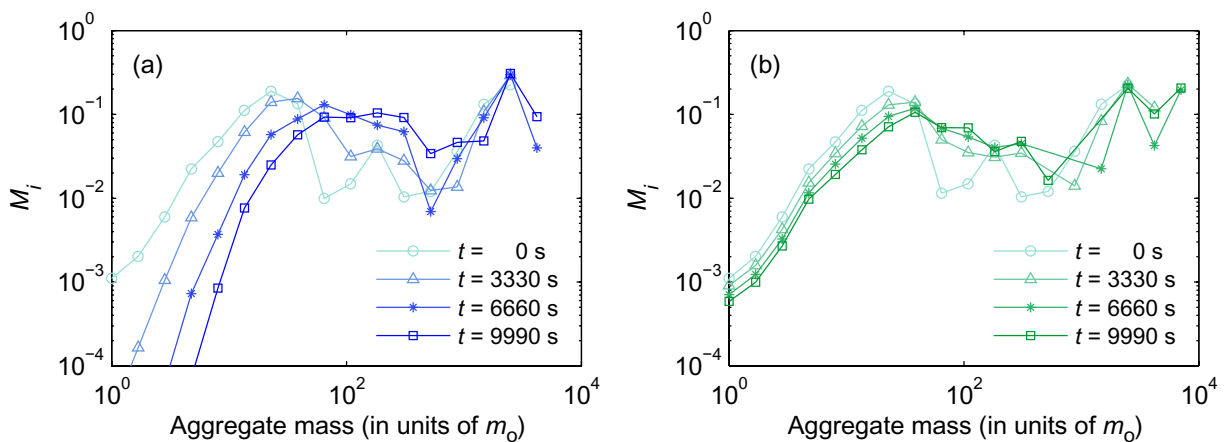 (a)
10^0
10^-1
10^-2
10^-3
10^-4
M_i
t = 0 s
t = 3330 s
t = 6660 s
t = 9990 s
10^0
10^2
10^4
Aggregate mass (in units of m_o)
(b)
10^0
10^-1
10^-2
10^-3
10^-4
M_i
t = 0 s
t = 3330 s
t = 6660 s
t = 9990 s
10^0
10^2
10^4
Aggregate mass (in units of m_o)